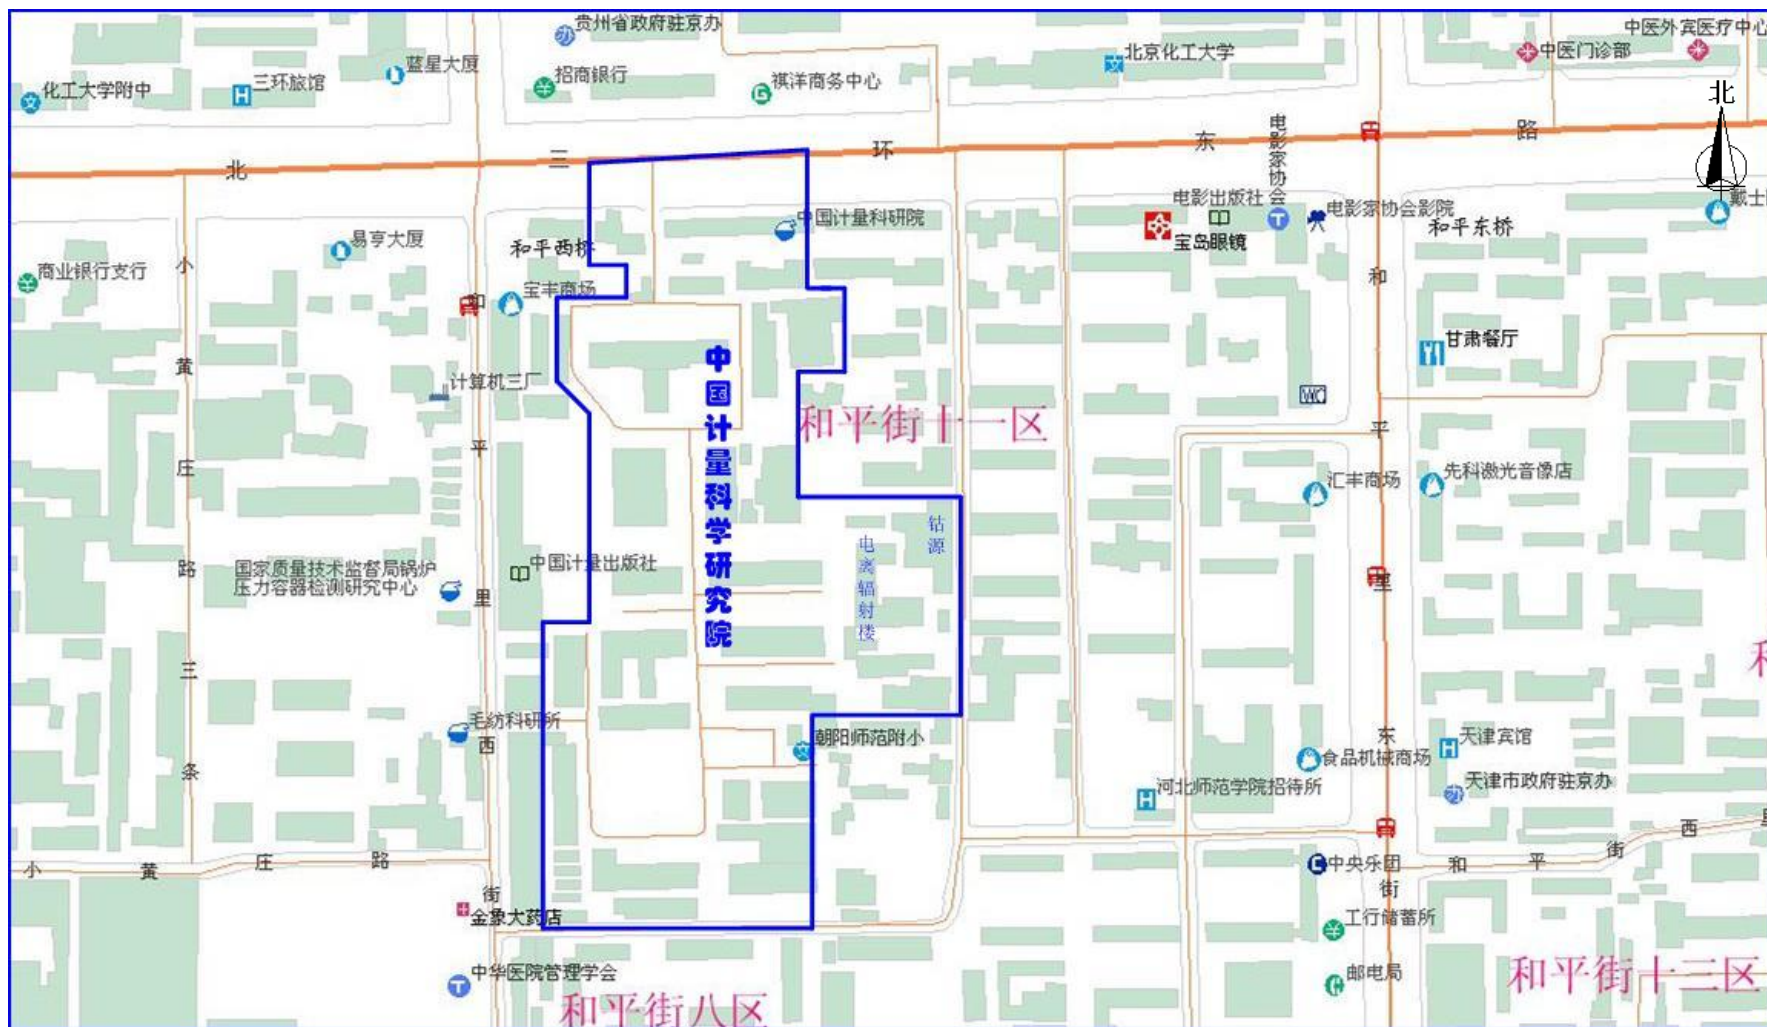 贵州省政府驻京办
中医外宾医疗中心
北京化工大学
中医门诊部
蓝星大厦
招商银行
三环旅馆
祺洋商务中心
化工大学附中
北
北三环东路
电影家协会
中国计量科研院
电影出版社
电影家协会影院
宝岛眼镜
和平东桥
戴士
易亨大厦
和平西桥
商业银行支行
宝丰商场
甘肃餐厅
计算机三厂
WC
和平街十一区
中国计量科学研究院
汇丰商场
先科激光音像店
钴源
电离辐射楼
中国计量出版社
国家质量技术监督局锅炉
压力容器检测研究中心
小黄庄路三条
和平里西街
和平里东街
和
毛纺科研所
朝阳师范附小
天津宾馆
食品机械商场
河北师范学院招待所
天津市政府驻京办
小黄庄路
和平街西里
中央乐团
金象大药店
工行储蓄所
中华医院管理学会
邮电局
和平街十三区
和平街八区